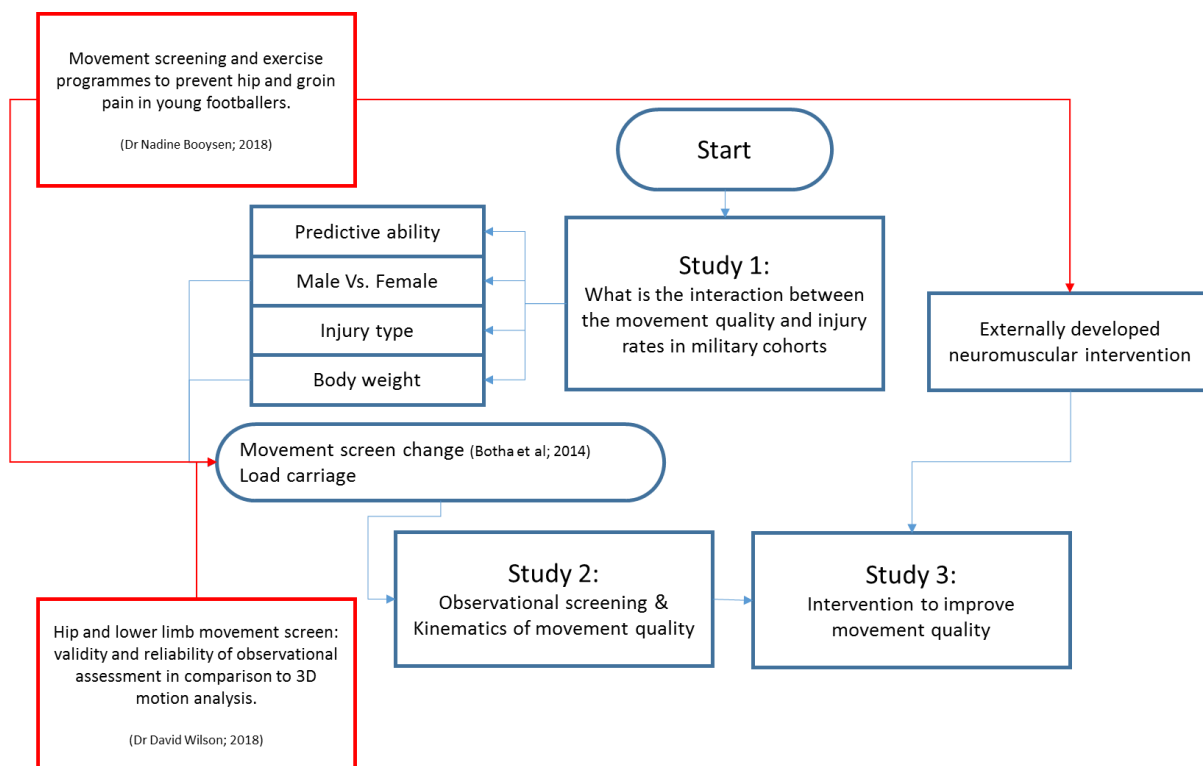 Movement screening and exercise
programmes to prevent hip and groin
pain in young footballers.
(Dr Nadine Booysen; 2018)
Start
Predictive ability
Male Vs. Female
Injury type
Body weight
Study 1:
What is the interaction between
the movement quality and injury
rates in military cohorts
Externally developed
neuromuscular intervention
Movement screen change (Botha et al; 2014)
Load carriage
Study 2:
Observational screening &
Kinematics of movement quality
Study 3:
Intervention to improve
movement quality
Hip and lower limb movement screen:
validity and reliability of observational
assessment in comparison to 3D
motion analysis.
(Dr David Wilson; 2018)